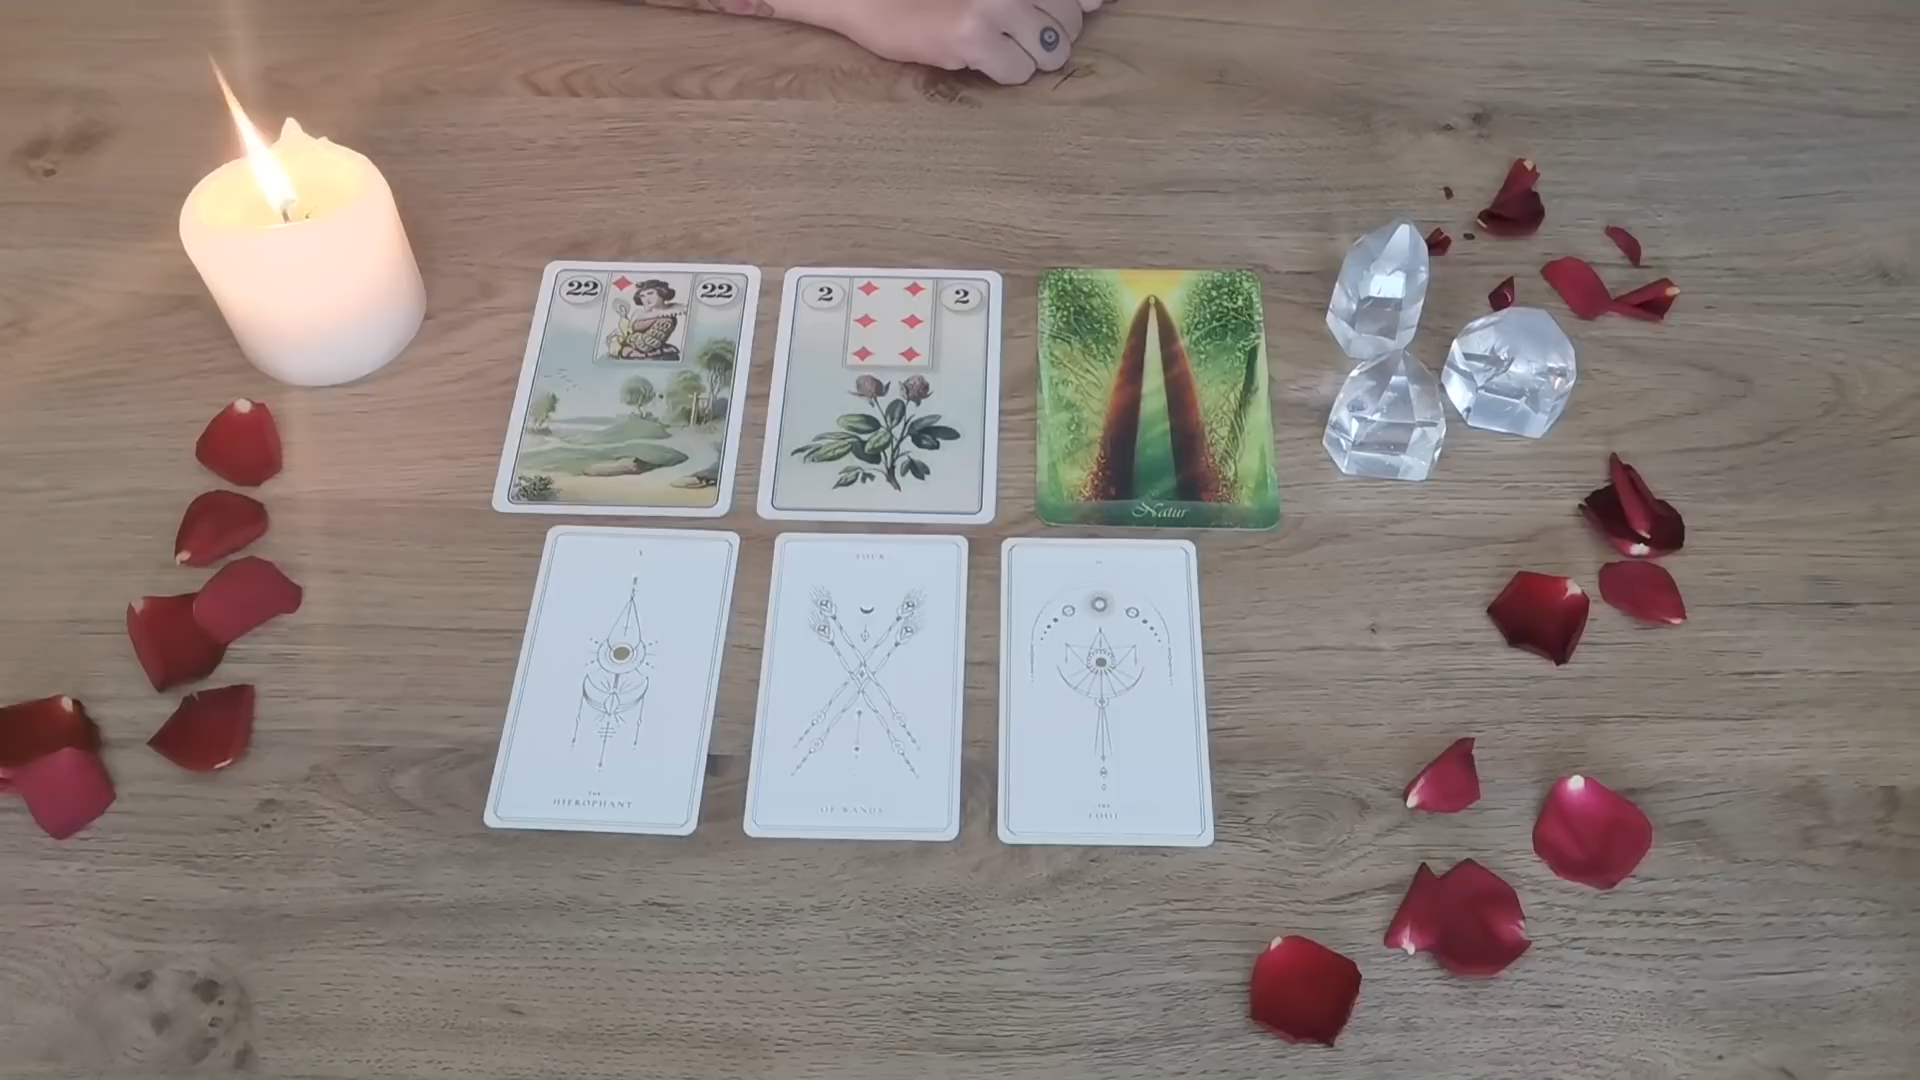 22 22
2 2
Natur
V
THE
HIEROPHANT
FOUR
OF WANDS
THE
FOOL